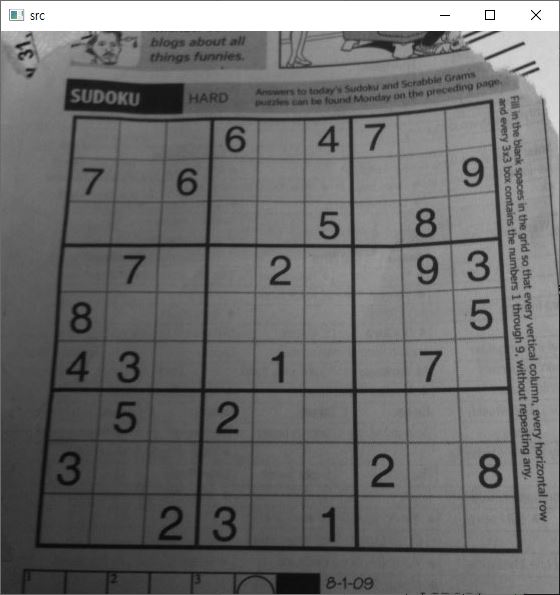 src
blogs about all
things funnies.
SUDOKU HARD
Answers to today's Sudoku and Scrabble Grams
puzzles can be found Monday on the preceding page.
6 4 7
7 6 9
5 8
7 2 9 3
8 5
4 3 1 7
5 2
3 2 8
2 3 1
Fill in the blank spaces in the grid so that every vertical column, every horizontal row
and every 3x3 box contains the numbers 1 through 9, without repeating any.
1 2 3
8-1-09